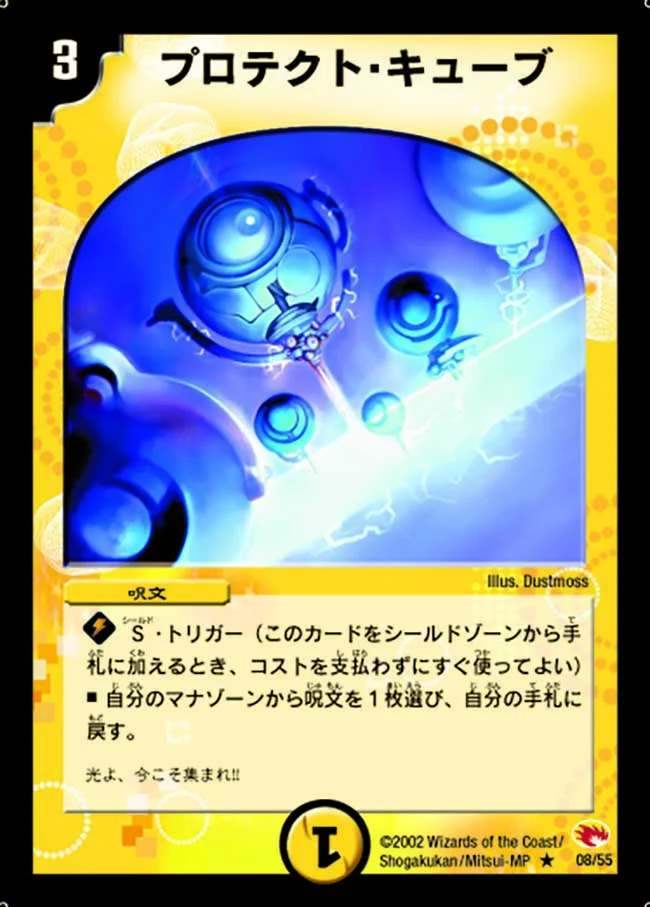 3
プロテクト・キューブ
Illus. Dustmoss
呪文
S・トリガー（このカードをシールドゾーンから手
札に加えるとき、コストを支払わずにすぐ使ってよい）
■ 自分のマナゾーンから呪文を1枚選び、自分の手札に
戻す。
光よ、今こそ集まれ!!
1
©2002 Wizards of the Coast/
Shogakukan/Mitsui-MP ★ 08/55